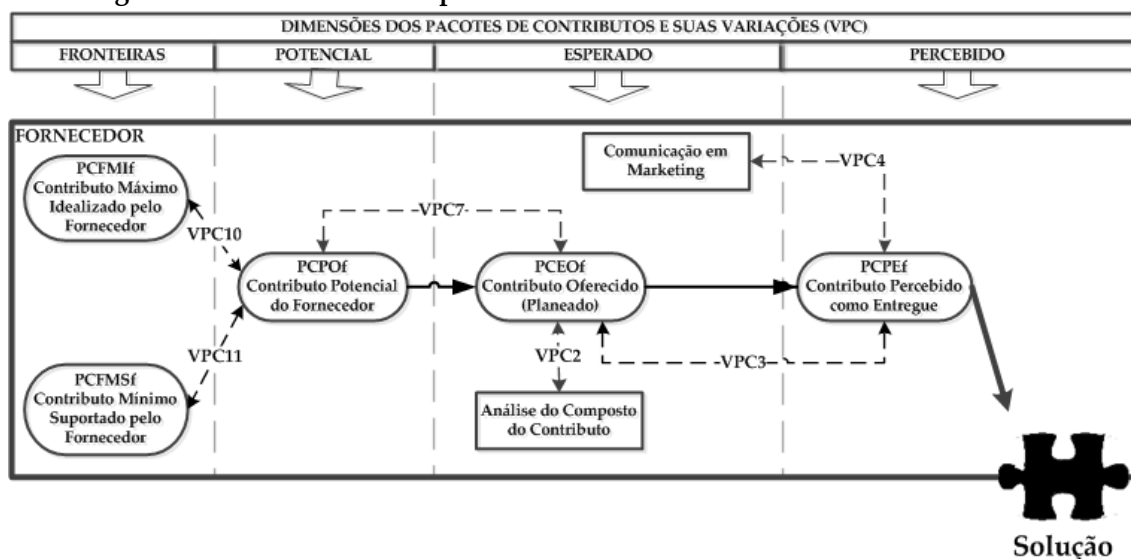 DIMENSÕES DOS PACOTES DE CONTRIBUTOS E SUAS VARIAÇÕES (VPC)
FRONTEIRAS
POTENCIAL
ESPERADO
PERCEBIDO
FORNECEDOR
PCFMIf
Contributo Máximo
Idealizado pelo
Fornecedor
Comunicação em
Marketing
VPC4
VPC10
VPC7
PCPOf
Contributo Potencial
do Fornecedor
PCEOf
Contributo Oferecido
(Planeado)
PCPEf
Contributo Percebido
como Entregue
VPC11
VPC2
VPC3
PCFMSf
Contributo Mínimo
Suportado pelo
Fornecedor
Análise do Composto
do Contributo
Solução